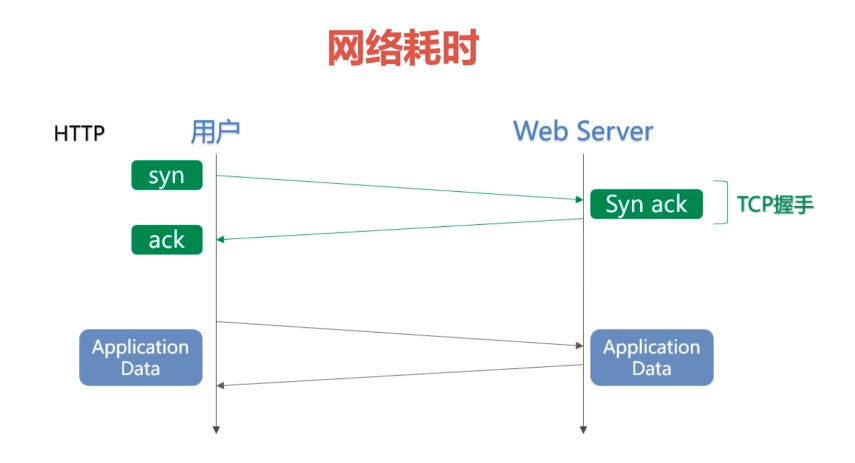 网络耗时
HTTP
用户
Web Server
syn
Syn ack
TCP握手
ack
Application
Data
Application
Data